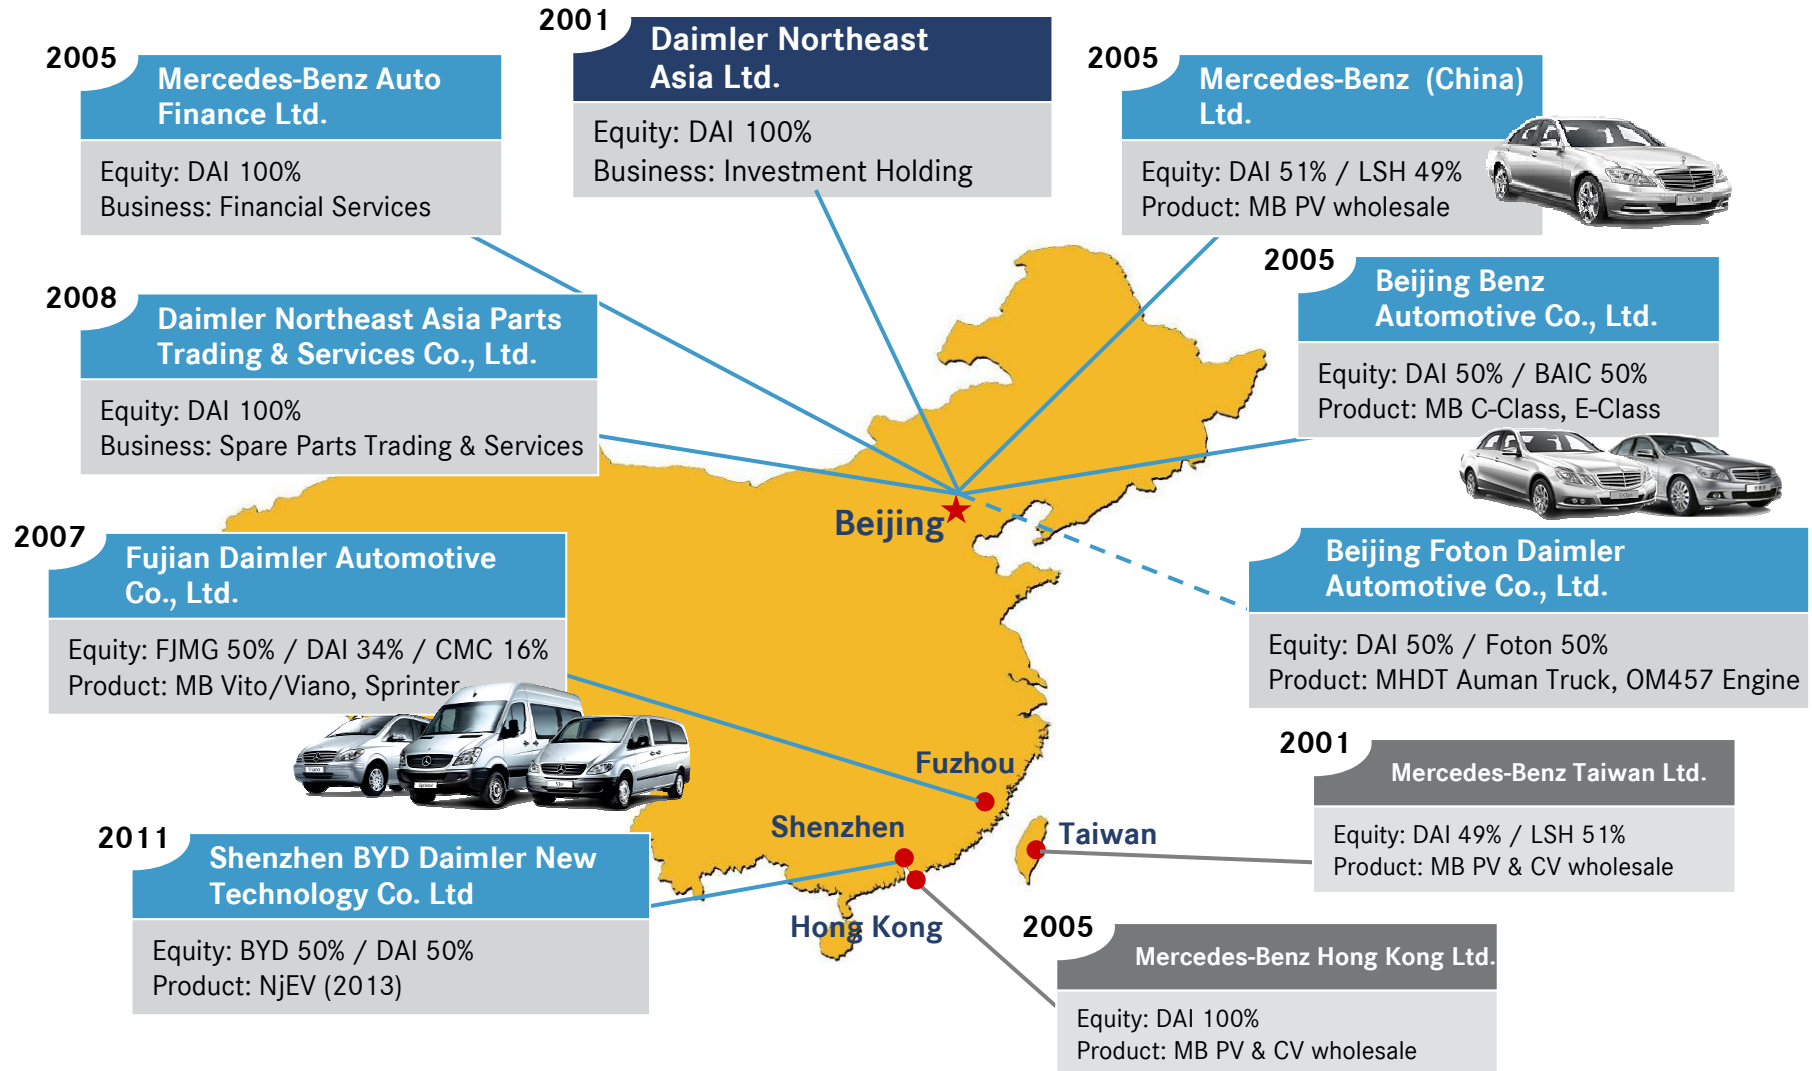 2001
Daimler Northeast
Asia Ltd.
Equity: DAI 100%
Business: Investment Holding
2005
Mercedes-Benz Auto
Finance Ltd.
Equity: DAI 100%
Business: Financial Services
2005
Mercedes-Benz (China)
Ltd.
Equity: DAI 51% / LSH 49%
Product: MB PV wholesale
2008
Daimler Northeast Asia Parts
Trading & Services Co., Ltd.
Equity: DAI 100%
Business: Spare Parts Trading & Services
2005
Beijing Benz
Automotive Co., Ltd.
Equity: DAI 50% / BAIC 50%
Product: MB C-Class, E-Class
Beijing
2007
Fujian Daimler Automotive
Co., Ltd.
Equity: FJMG 50% / DAI 34% / CMC 16%
Product: MB Vito/Viano, Sprinter
Beijing Foton Daimler
Automotive Co., Ltd.
Equity: DAI 50% / Foton 50%
Product: MHDT Auman Truck, OM457 Engine
Fuzhou
Shenzhen
Taiwan
Hong Kong
2001
Mercedes-Benz Taiwan Ltd.
Equity: DAI 49% / LSH 51%
Product: MB PV & CV wholesale
2011
Shenzhen BYD Daimler New
Technology Co. Ltd
Equity: BYD 50% / DAI 50%
Product: NjEV (2013)
2005
Mercedes-Benz Hong Kong Ltd.
Equity: DAI 100%
Product: MB PV & CV wholesale